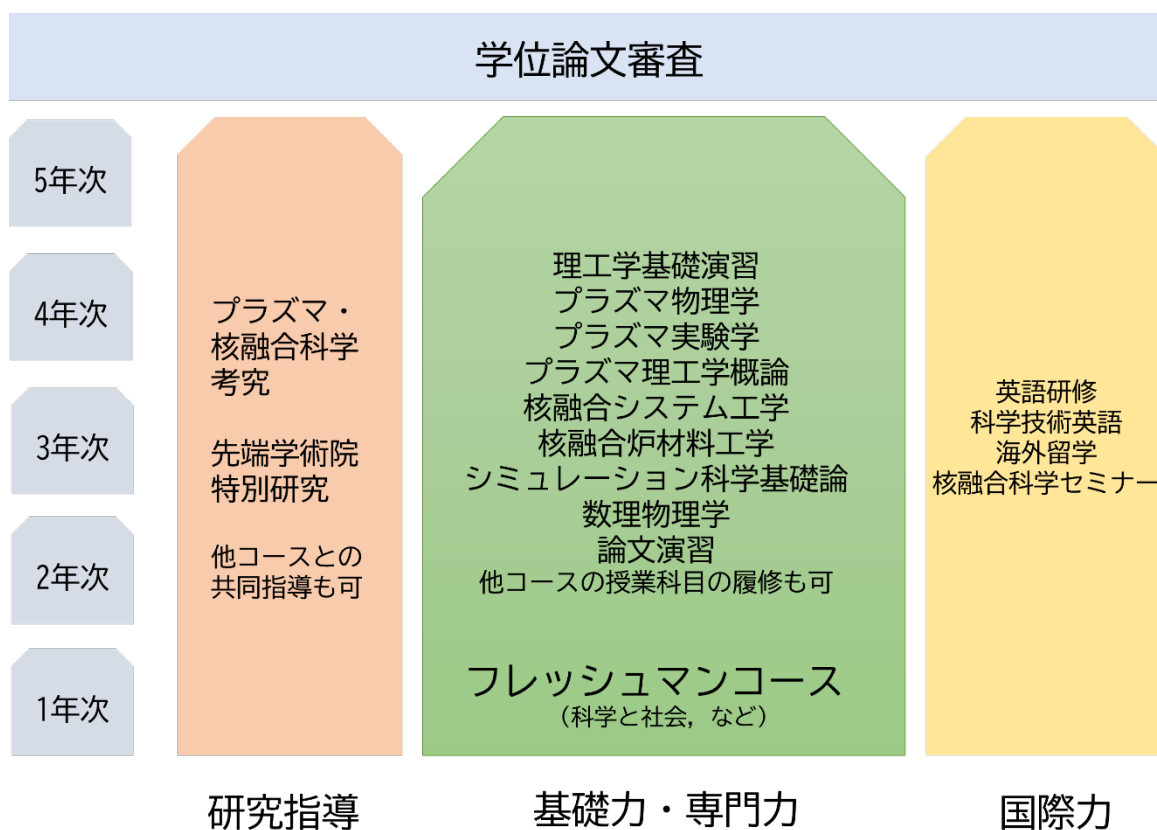 学位論文審査
5年次
4年次
3年次
2年次
1年次
プラズマ・
核融合科学
考究
先端学術院
特別研究
他コースとの
共同指導も可
研究指導
理工学基礎演習
プラズマ物理学
プラズマ実験学
プラズマ理工学概論
核融合システム工学
核融合炉材料工学
シミュレーション科学基礎論
数理物理学
論文演習
他コースの授業科目の履修も可
フレッシュマンコース
（科学と社会，など）
基礎力・専門力
英語研修
科学技術英語
海外留学
核融合科学セミナー
国際力